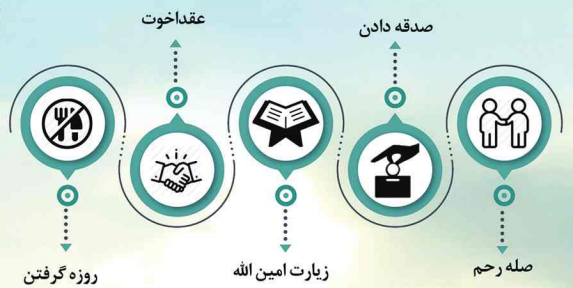 صدقه دادن
عقداخوت
صله رحم
زیارت امین الله
روزه گرفتن